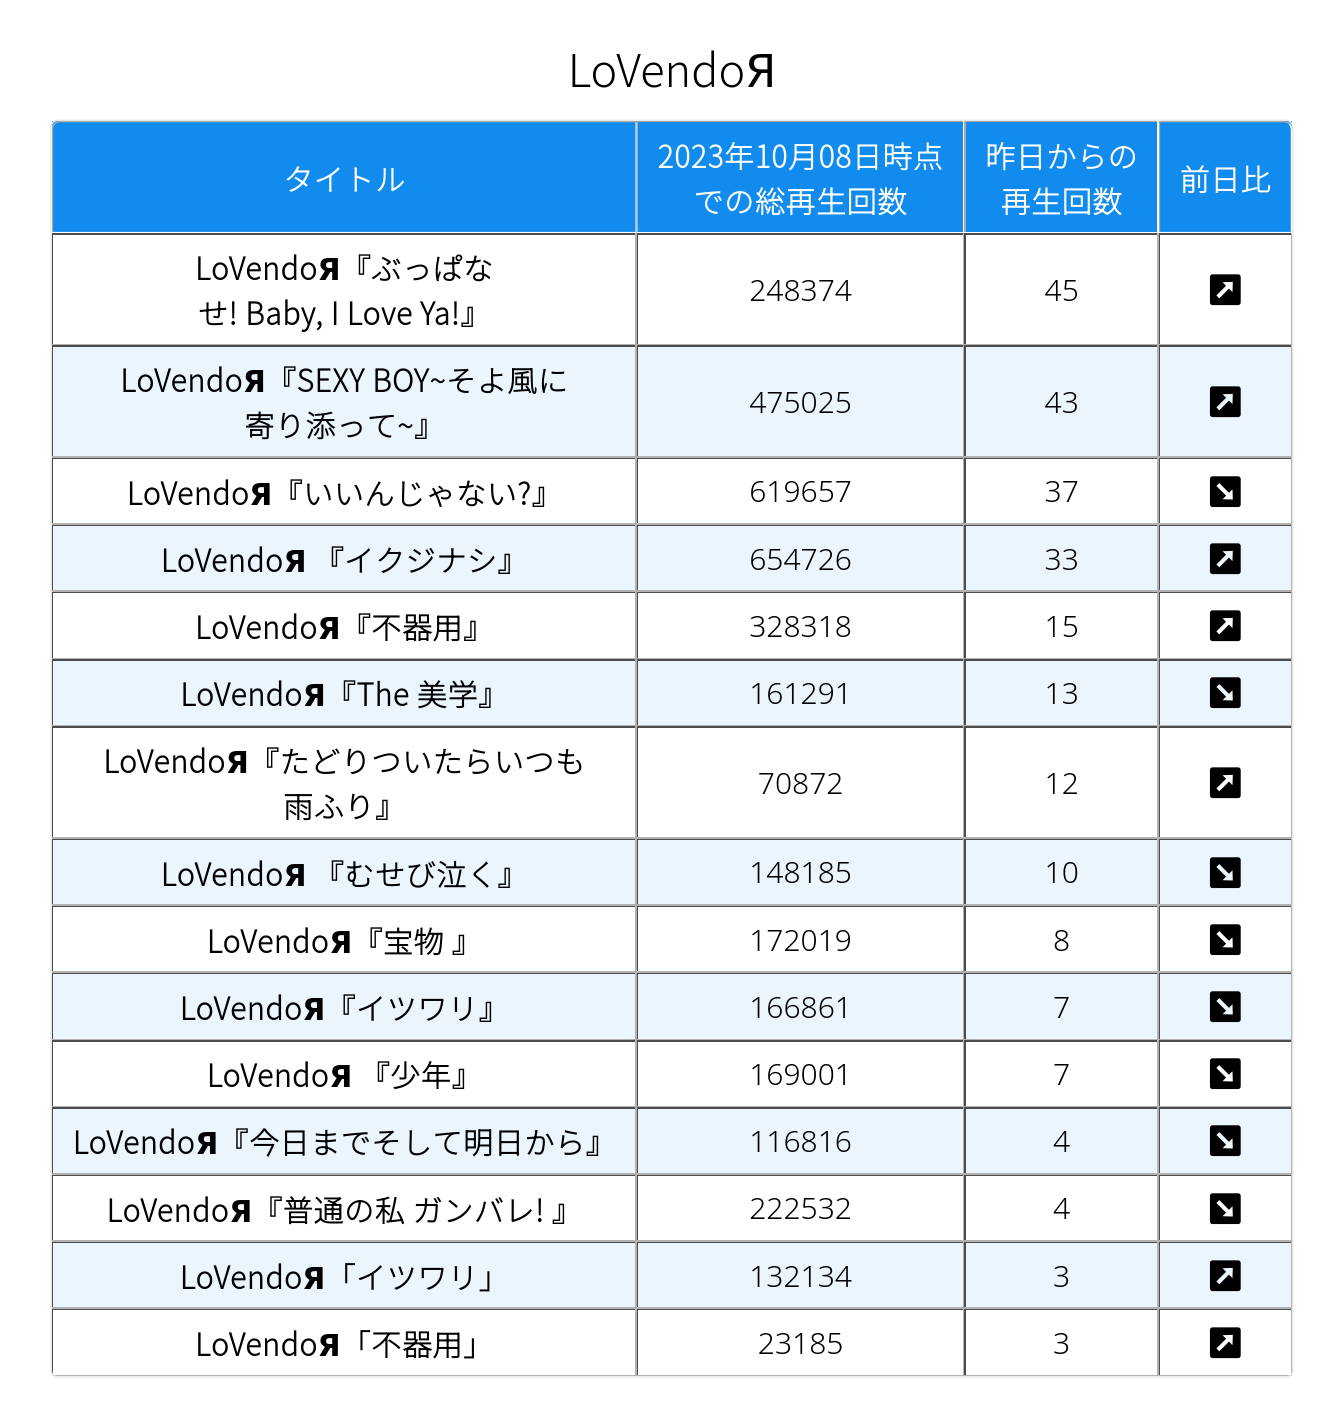 LoVendoЯ
タイトル
2023年10月08日時点
での総再生回数
昨日からの
再生回数
前日比
LoVendoЯ『ぶっぱな
せ! Baby, I Love Ya!』
248374
45
LoVendoЯ『SEXY BOY~そよ風に
寄り添って~』
475025
43
LoVendoЯ『いいんじゃない?』
619657
37
LoVendoЯ 『イクジナシ』
654726
33
LoVendoЯ『不器用』
328318
15
LoVendoЯ『The 美学』
161291
13
LoVendoЯ『たどりついたらいつも
雨ふり』
70872
12
LoVendoЯ 『むせび泣く』
148185
10
LoVendoЯ『宝物 』
172019
8
LoVendoЯ『イツワリ』
166861
7
LoVendoЯ 『少年』
169001
7
LoVendoЯ『今日までそして明日から』
116816
4
LoVendoЯ『普通の私 ガンバレ! 』
222532
4
LoVendoЯ「イツワリ」
132134
3
LoVendoЯ「不器用」
23185
3